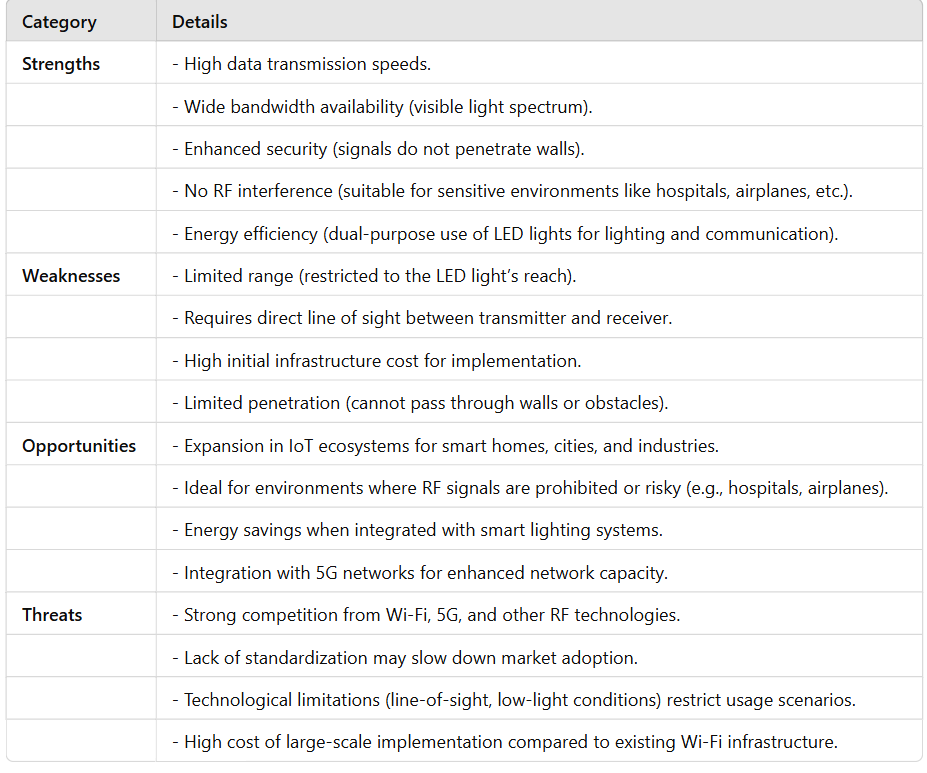 Category Details
Strengths - High data transmission speeds.
- Wide bandwidth availability (visible light spectrum).
- Enhanced security (signals do not penetrate walls).
- No RF interference (suitable for sensitive environments like hospitals, airplanes, etc.).
- Energy efficiency (dual-purpose use of LED lights for lighting and communication).
Weaknesses - Limited range (restricted to the LED light’s reach).
- Requires direct line of sight between transmitter and receiver.
- High initial infrastructure cost for implementation.
- Limited penetration (cannot pass through walls or obstacles).
Opportunities - Expansion in IoT ecosystems for smart homes, cities, and industries.
- Ideal for environments where RF signals are prohibited or risky (e.g., hospitals, airplanes).
- Energy savings when integrated with smart lighting systems.
- Integration with 5G networks for enhanced network capacity.
Threats - Strong competition from Wi-Fi, 5G, and other RF technologies.
- Lack of standardization may slow down market adoption.
- Technological limitations (line-of-sight, low-light conditions) restrict usage scenarios.
- High cost of large-scale implementation compared to existing Wi-Fi infrastructure.